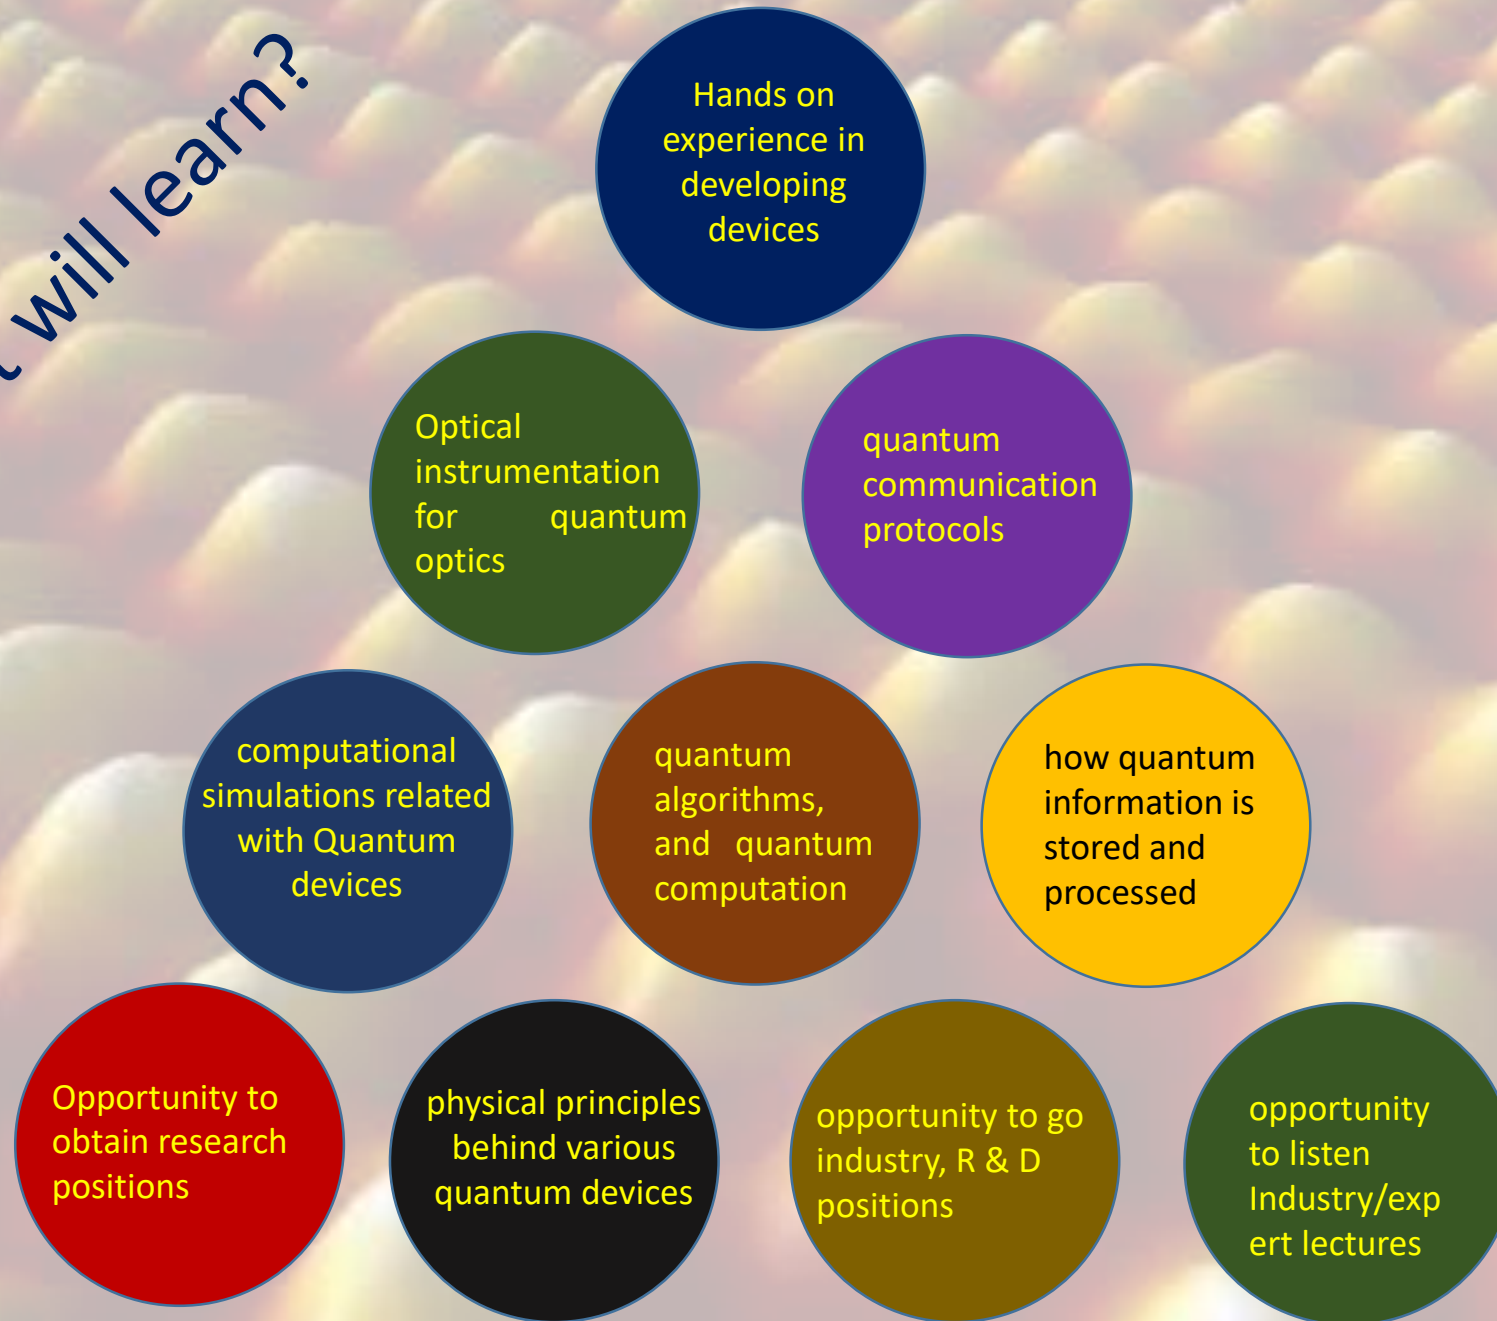 will learn?
Hands on
experience in
developing
devices
Optical
instrumentation
for quantum
optics
quantum
communication
protocols
computational
simulations related
with Quantum
devices
quantum
algorithms,
and quantum
computation
how quantum
information is
stored and
processed
Opportunity to
obtain research
positions
physical principles
behind various
quantum devices
opportunity to go
industry, R & D
positions
opportunity
to listen
Industry/exp
ert lectures